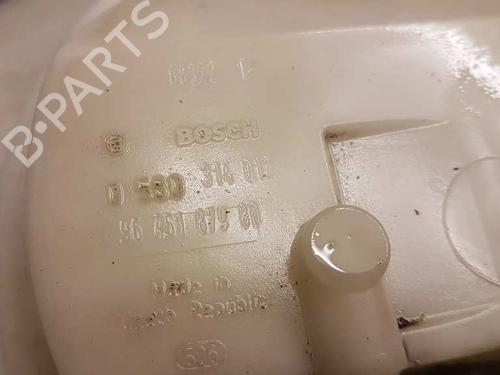 B-PARTS
BOSCH
0 580 314 012
96 451 679 80
Made in
Czech Republic